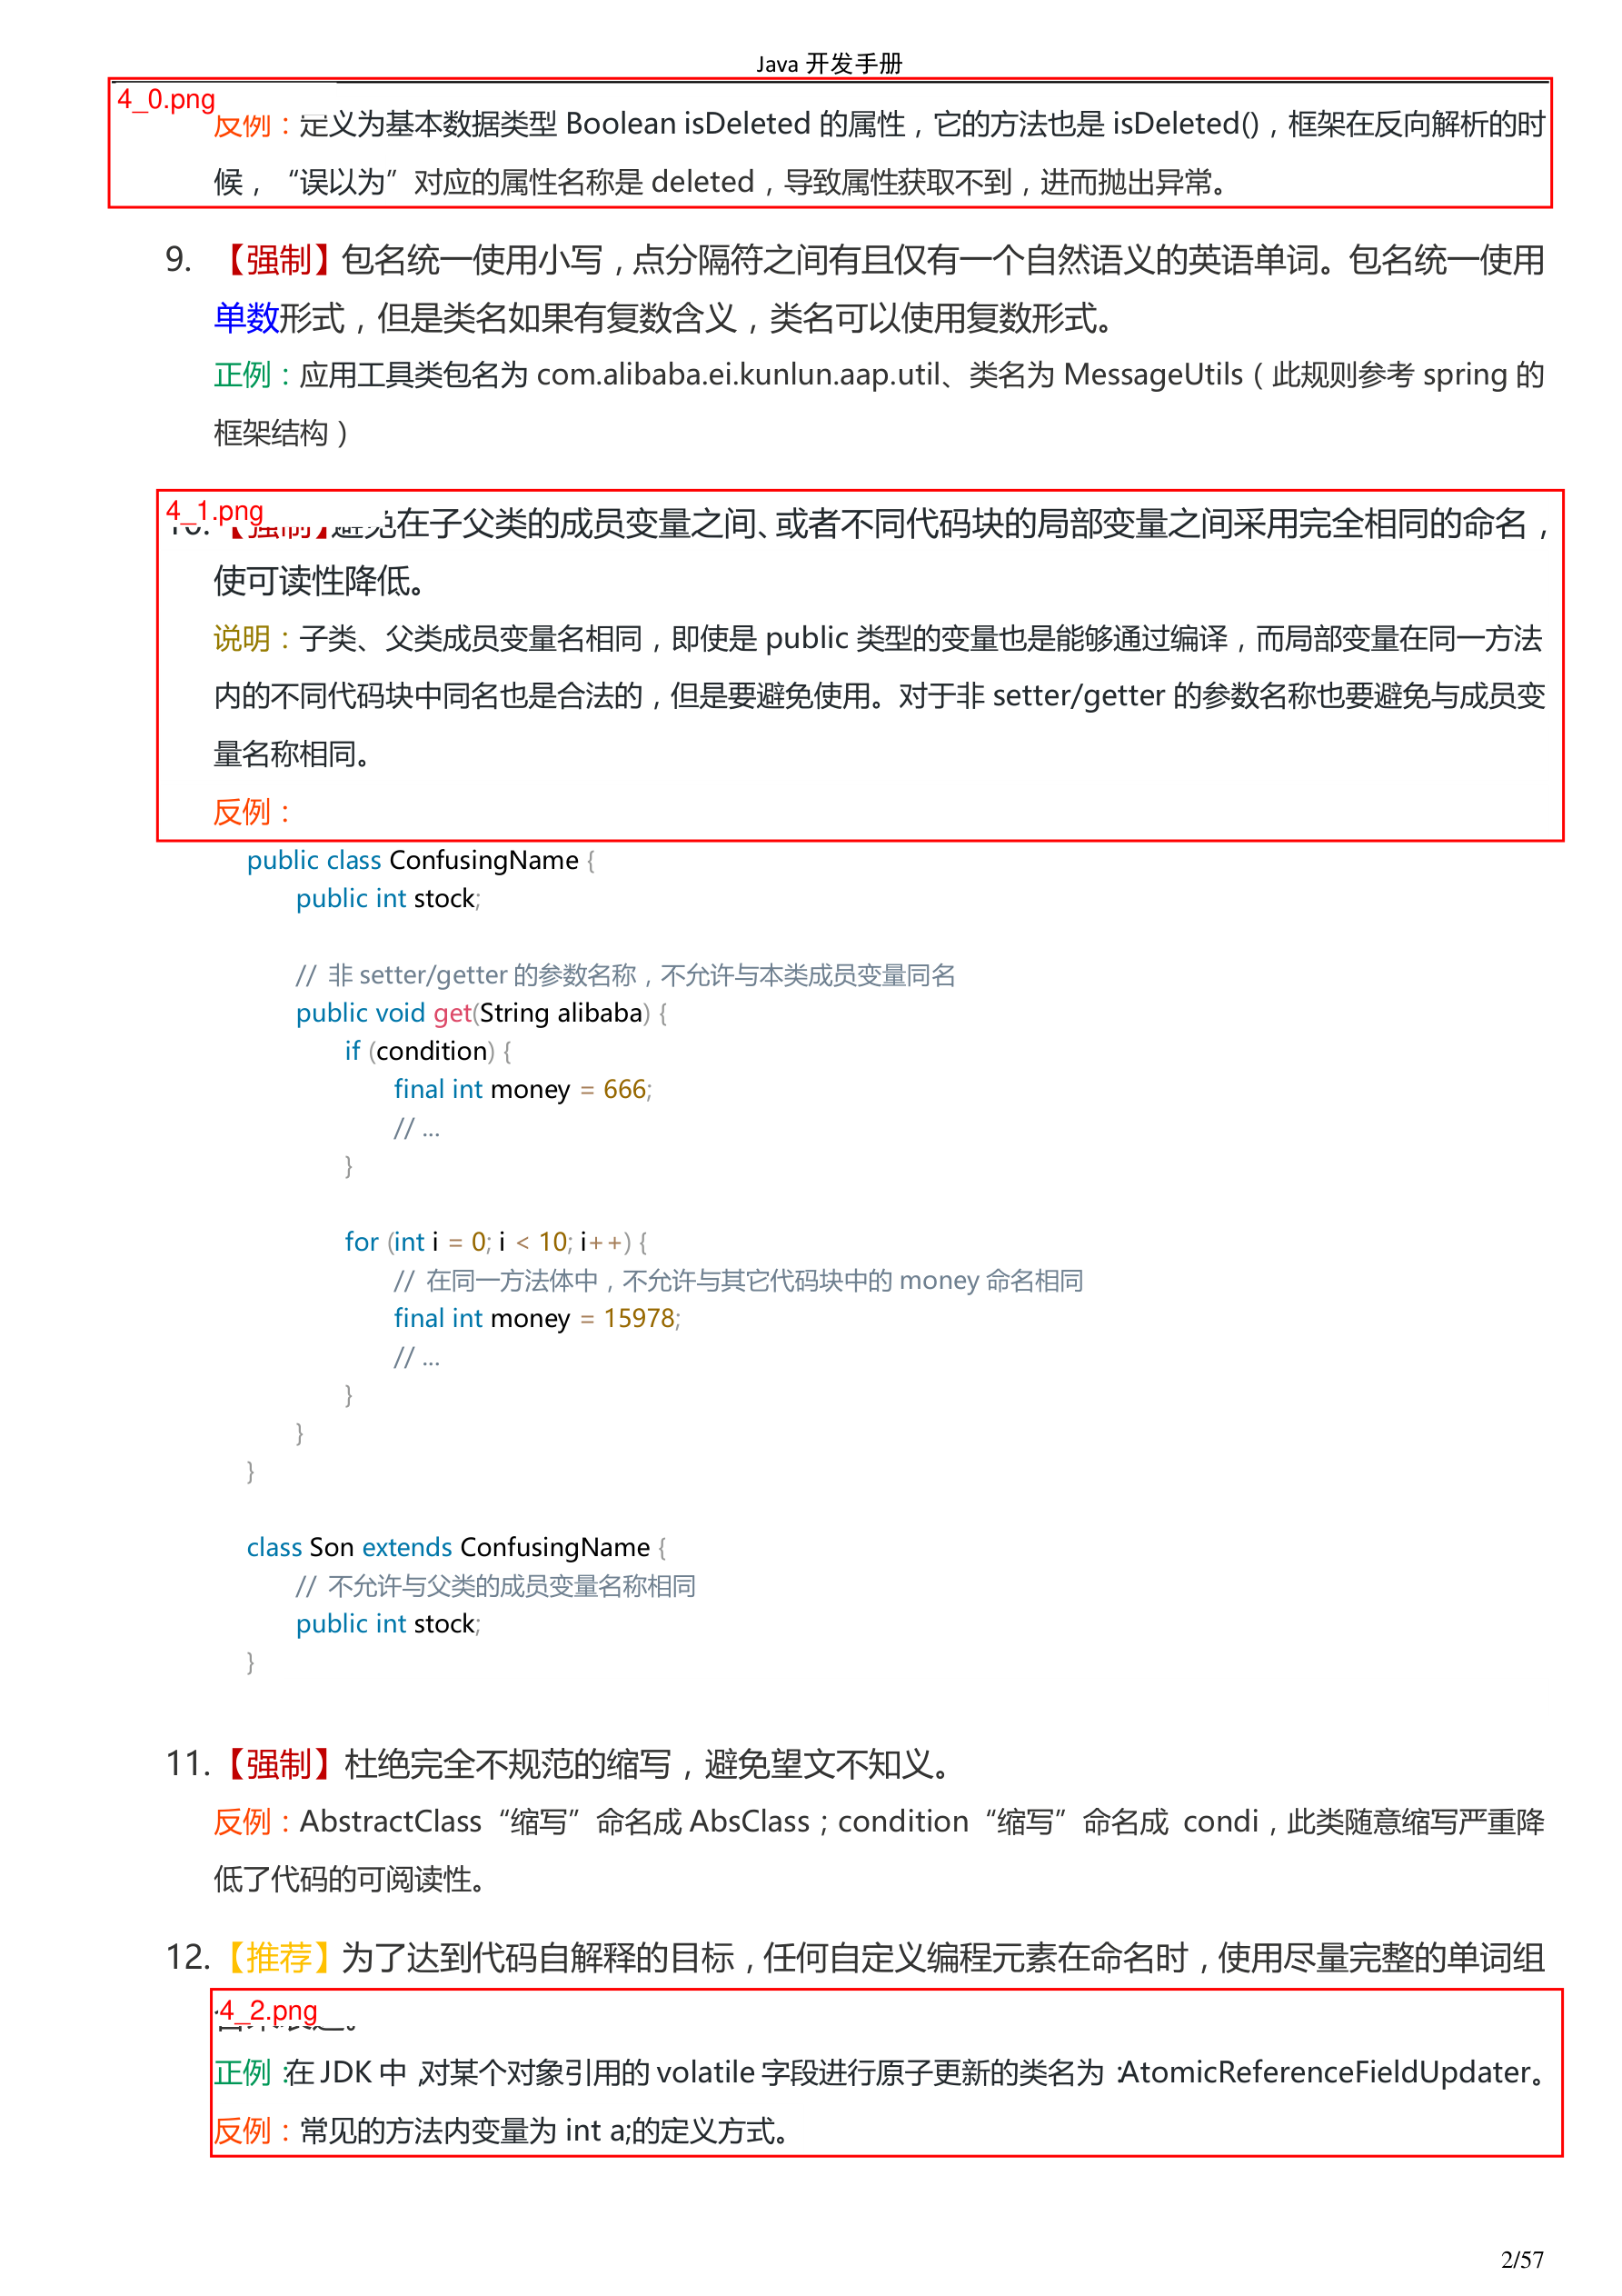 Java 开发手册
4_0.png
反例：定义为基本数据类型 Boolean isDeleted 的属性，它的方法也是 isDeleted()，框架在反向解析的时
候，“误以为”对应的属性名称是 deleted，导致属性获取不到，进而抛出异常。
9. 【强制】包名统一使用小写，点分隔符之间有且仅有一个自然语义的英语单词。包名统一使用
单数形式，但是类名如果有复数含义，类名可以使用复数形式。
正例：应用工具类包名为 com.alibaba.ei.kunlun.aap.util、类名为 MessageUtils（此规则参考 spring 的
框架结构）
4_1.png
10. 【强制】避免在子父类的成员变量之间、或者不同代码块的局部变量之间采用完全相同的命名，
使可读性降低。
说明：子类、父类成员变量名相同，即使是 public 类型的变量也是能够通过编译，而局部变量在同一方法
内的不同代码块中同名也是合法的，但是要避免使用。对于非 setter/getter 的参数名称也要避免与成员变
量名称相同。
反例：
public class ConfusingName {
public int stock;
// 非 setter/getter 的参数名称，不允许与本类成员变量同名
public void get(String alibaba) {
if (condition) {
final int money = 666;
// ...
}
for (int i = 0; i < 10; i++) {
// 在同一方法体中，不允许与其它代码块中的 money 命名相同
final int money = 15978;
// ...
}
}
}
class Son extends ConfusingName {
// 不允许与父类的成员变量名称相同
public int stock;
}
11. 【强制】杜绝完全不规范的缩写，避免望文不知义。
反例：AbstractClass“缩写”命名成 AbsClass；condition“缩写”命名成 condi，此类随意缩写严重降
低了代码的可阅读性。
12. 【推荐】为了达到代码自解释的目标，任何自定义编程元素在命名时，使用尽量完整的单词组
4_2.png
正例：在 JDK 中，对某个对象引用的 volatile 字段进行原子更新的类名为：AtomicReferenceFieldUpdater。
反例：常见的方法内变量为 int a;的定义方式。
2/57